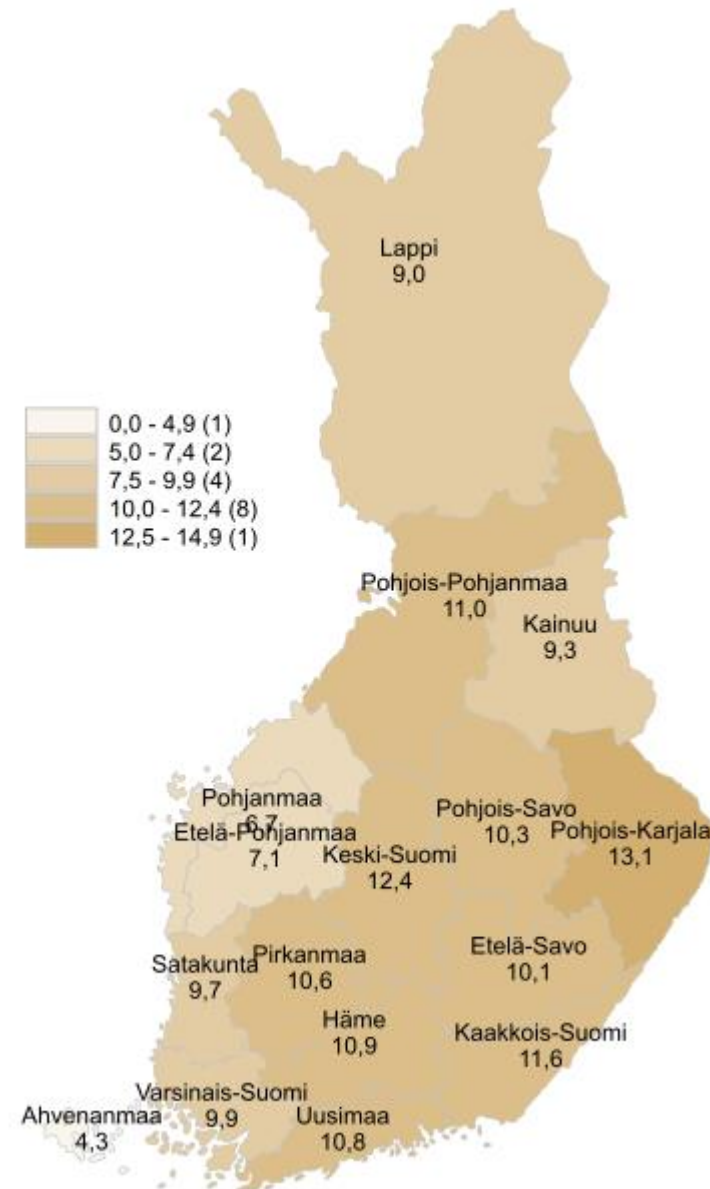 Lappi
9,0
0,0 - 4,9 (1)
5,0 - 7,4 (2)
7,5 - 9,9 (4)
10,0 - 12,4 (8)
12,5 - 14,9 (1)
Pohjois-Pohjanmaa
11,0
Kainuu
9,3
Pohjanmaa
6,7
Etelä-Pohjanmaa
7,1
Keski-Suomi
12,4
Pohjois-Savo
10,3
Pohjois-Karjala
13,1
Satakunta
9,7
Pirkanmaa
10,6
Etelä-Savo
10,1
Häme
10,9
Kaakkois-Suomi
11,6
Ahvenanmaa
4,3
Varsinais-Suomi
9,9
Uusimaa
10,8